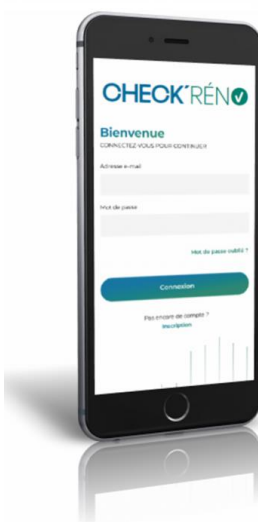 CHECK'RÉNO
Bienvenue
CONNECTEZ-VOUS POUR CONTINUER
Adresse e-mail
Mot de passe
Mot de passe oublié ?
Connexion
Pas encore de compte ?
Inscription